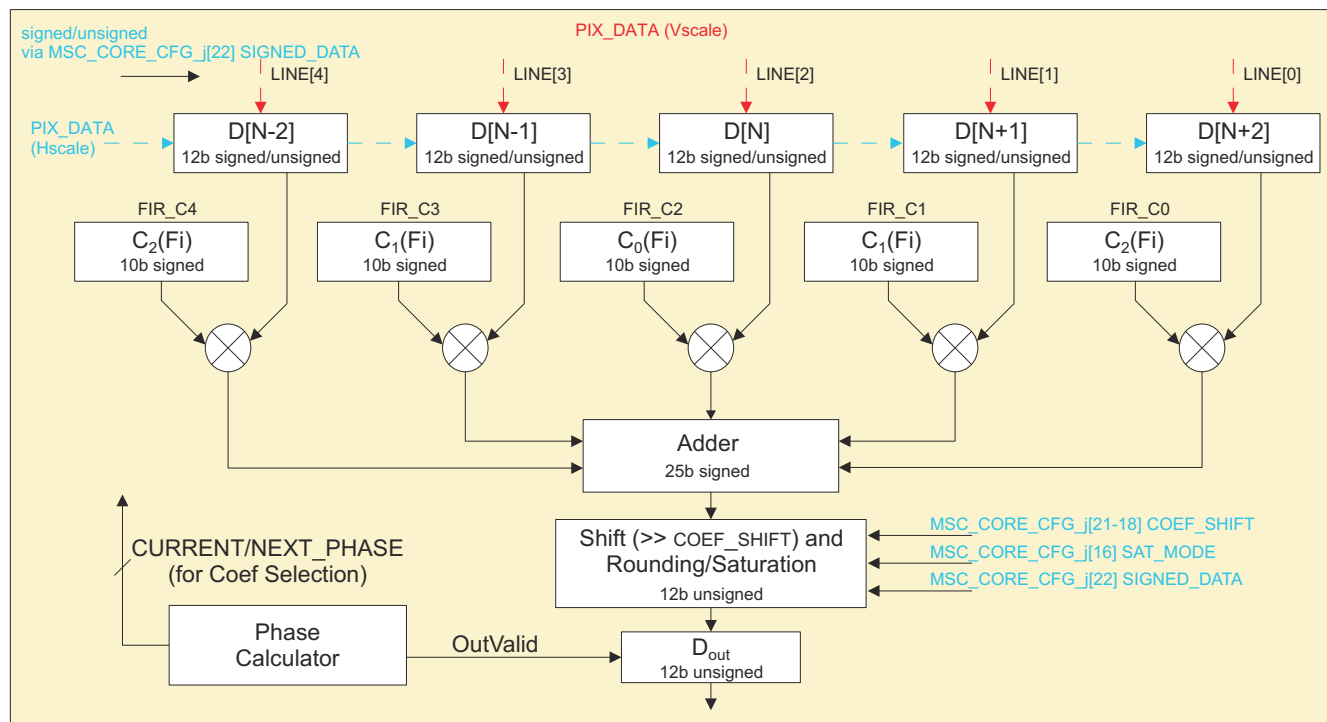 signed/unsigned
via MSC_CORE_CFG_j[22] SIGNED_DATA
PIX_DATA (Vscale)
LINE[4]
LINE[3]
LINE[2]
LINE[1]
LINE[0]
PIX_DATA
(Hscale)
D[N-2]
12b signed/unsigned
D[N-1]
12b signed/unsigned
D[N]
12b signed/unsigned
D[N+1]
12b signed/unsigned
D[N+2]
12b signed/unsigned
FIR_C4
C₂(Fi)
10b signed
FIR_C3
C₁(Fi)
10b signed
FIR_C2
C₀(Fi)
10b signed
FIR_C1
C₁(Fi)
10b signed
FIR_C0
C₂(Fi)
10b signed
Adder
25b signed
CURRENT/NEXT_PHASE
(for Coef Selection)
Shift (>> COEF_SHIFT) and
Rounding/Saturation
12b unsigned
MSC_CORE_CFG_j[21-18] COEF_SHIFT
MSC_CORE_CFG_j[16] SAT_MODE
MSC_CORE_CFG_j[22] SIGNED_DATA
Phase
Calculator
OutValid
Dout
12b unsigned